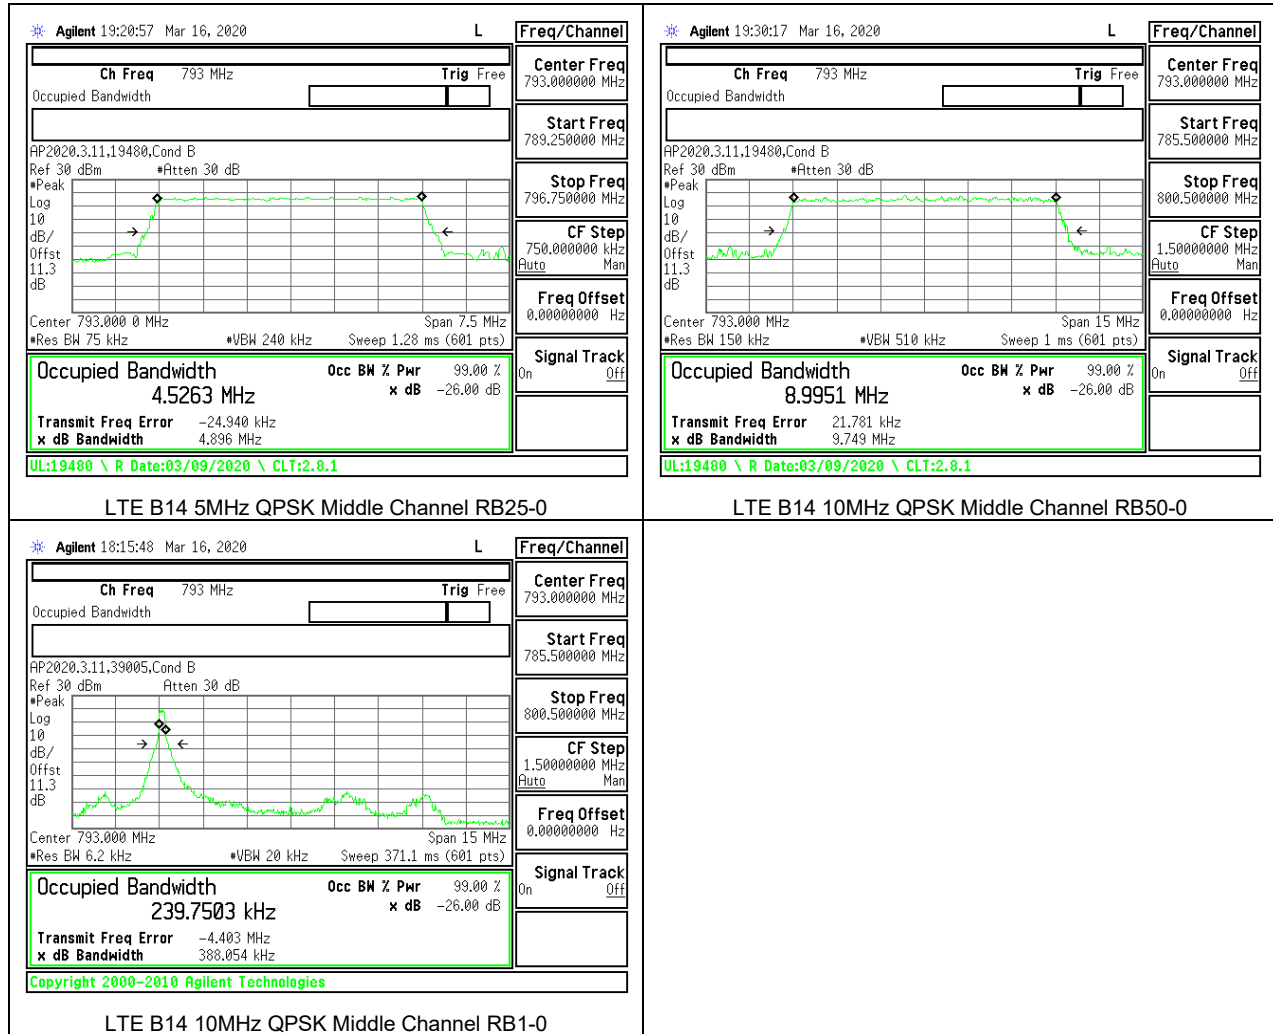 Agilent 19:20:57 Mar 16, 2020 L
Freq/Channel
Ch Freq 793 MHz Trig Free
Occupied Bandwidth
Center Freq
793.000000 MHz
Start Freq
789.250000 MHz
AP2020.3.11,19480,Cond B
Ref 30 dBm #Atten 30 dB
#Peak
Log
10
dB/
Offst
11.3
dB
Stop Freq
796.750000 MHz
CF Step
750.000000 kHz
Auto Man
Freq Offset
0.00000000 Hz
Center 793.000 0 MHz Span 7.5 MHz
#Res BW 75 kHz #VBW 240 kHz Sweep 1.28 ms (601 pts)
Signal Track
On Off
Occupied Bandwidth Occ BW % Pwr 99.00 %
4.5263 MHz x dB -26.00 dB
Transmit Freq Error -24.940 kHz
x dB Bandwidth 4.896 MHz
UL:19480 \ R Date:03/09/2020 \ CLT:2.8.1
LTE B14 5MHz QPSK Middle Channel RB25-0
Agilent 19:30:17 Mar 16, 2020 L
Freq/Channel
Ch Freq 793 MHz Trig Free
Occupied Bandwidth
Center Freq
793.000000 MHz
Start Freq
785.500000 MHz
AP2020.3.11,19480,Cond B
Ref 30 dBm #Atten 30 dB
#Peak
Log
10
dB/
Offst
11.3
dB
Stop Freq
800.500000 MHz
CF Step
1.50000000 MHz
Auto Man
Freq Offset
0.00000000 Hz
Center 793.000 MHz Span 15 MHz
#Res BW 150 kHz #VBW 510 kHz Sweep 1 ms (601 pts)
Signal Track
On Off
Occupied Bandwidth Occ BW % Pwr 99.00 %
8.9951 MHz x dB -26.00 dB
Transmit Freq Error 21.781 kHz
x dB Bandwidth 9.749 MHz
UL:19480 \ R Date:03/09/2020 \ CLT:2.8.1
LTE B14 10MHz QPSK Middle Channel RB50-0
Agilent 18:15:48 Mar 16, 2020 L
Freq/Channel
Ch Freq 793 MHz Trig Free
Occupied Bandwidth
Center Freq
793.000000 MHz
Start Freq
785.500000 MHz
AP2020.3.11,39005,Cond B
Ref 30 dBm Atten 30 dB
#Peak
Log
10
dB/
Offst
11.3
dB
Stop Freq
800.500000 MHz
CF Step
1.50000000 MHz
Auto Man
Freq Offset
0.00000000 Hz
Center 793.000 MHz Span 15 MHz
#Res BW 6.2 kHz #VBW 20 kHz Sweep 371.1 ms (601 pts)
Signal Track
On Off
Occupied Bandwidth Occ BW % Pwr 99.00 %
239.7503 kHz x dB -26.00 dB
Transmit Freq Error -4.403 MHz
x dB Bandwidth 388.054 kHz
Copyright 2000-2010 Agilent Technologies
LTE B14 10MHz QPSK Middle Channel RB1-0